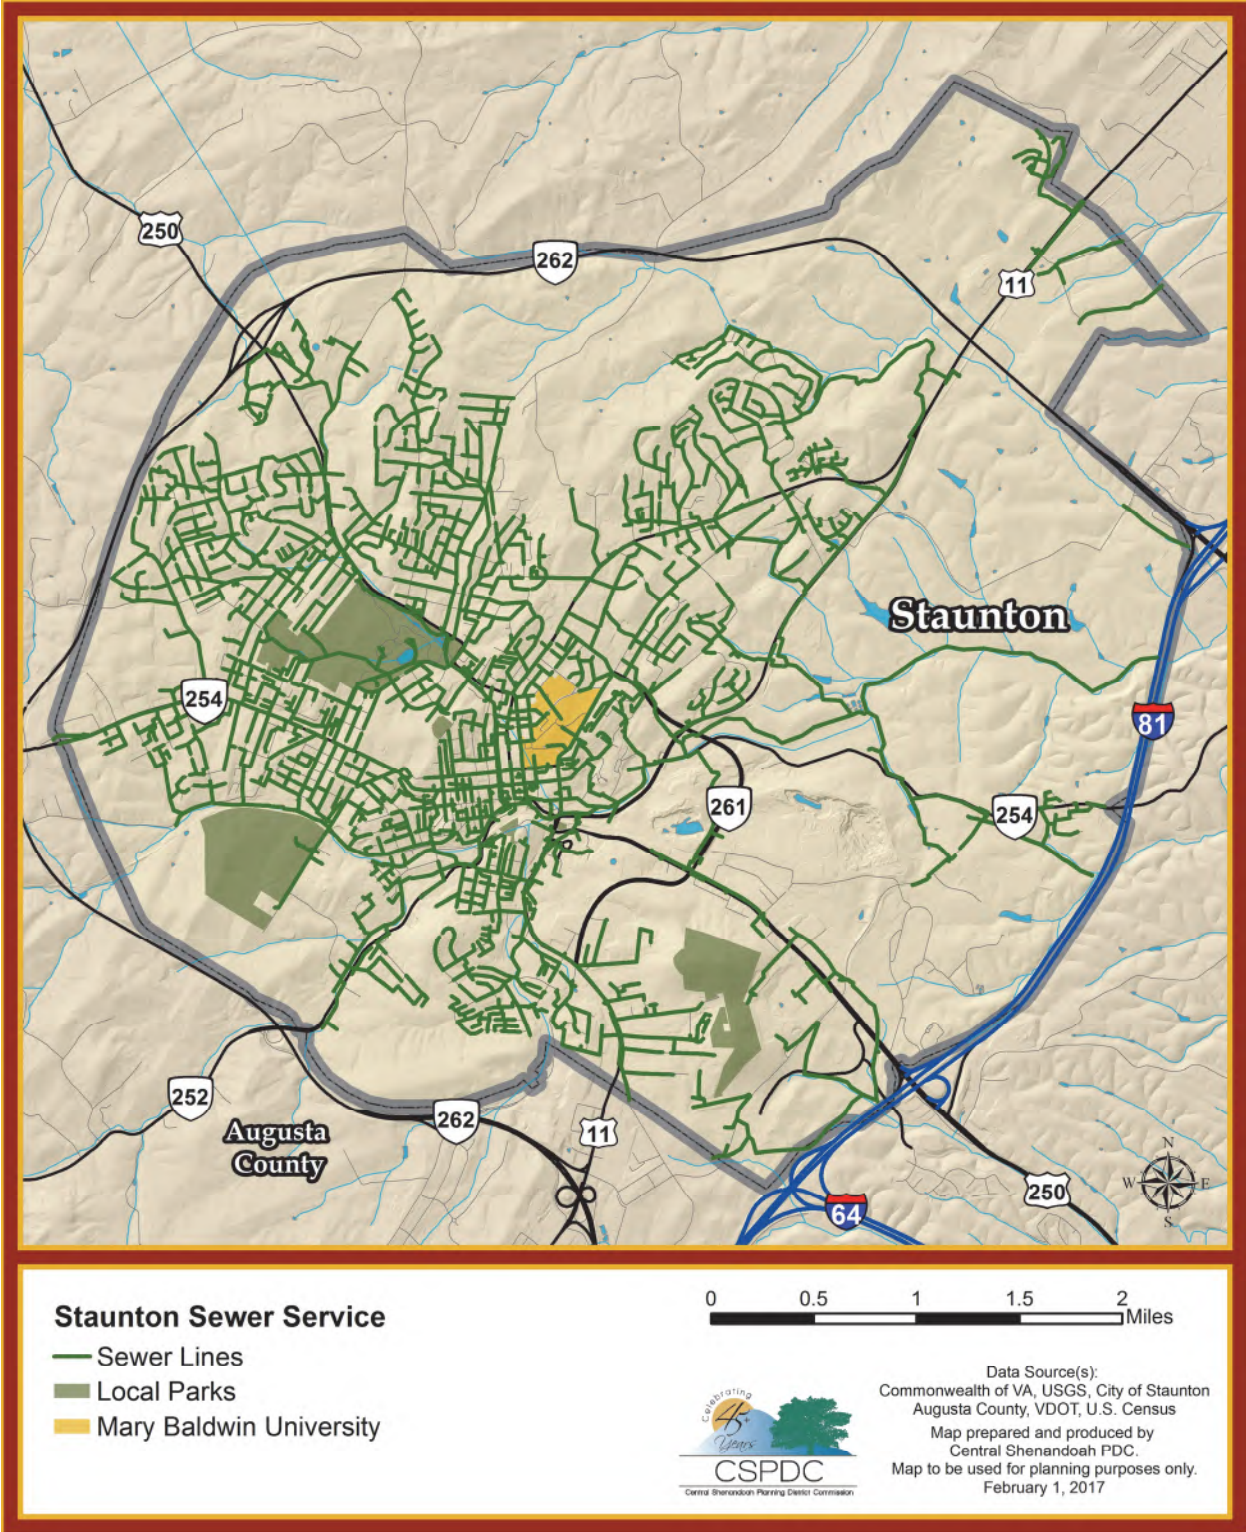 250
262
11
Staunton
254
81
261
254
252
Augusta
County
262
11
64
250
N
W E
S
Staunton Sewer Service
Sewer Lines
Local Parks
Mary Baldwin University
0 0.5 1 1.5 2
Miles
Celebrating
45+
Years
CSPDC
Central Shenandoah Planning District Commission
Data Source(s):
Commonwealth of VA, USGS, City of Staunton
Augusta County, VDOT, U.S. Census
Map prepared and produced by
Central Shenandoah PDC.
Map to be used for planning purposes only.
February 1, 2017